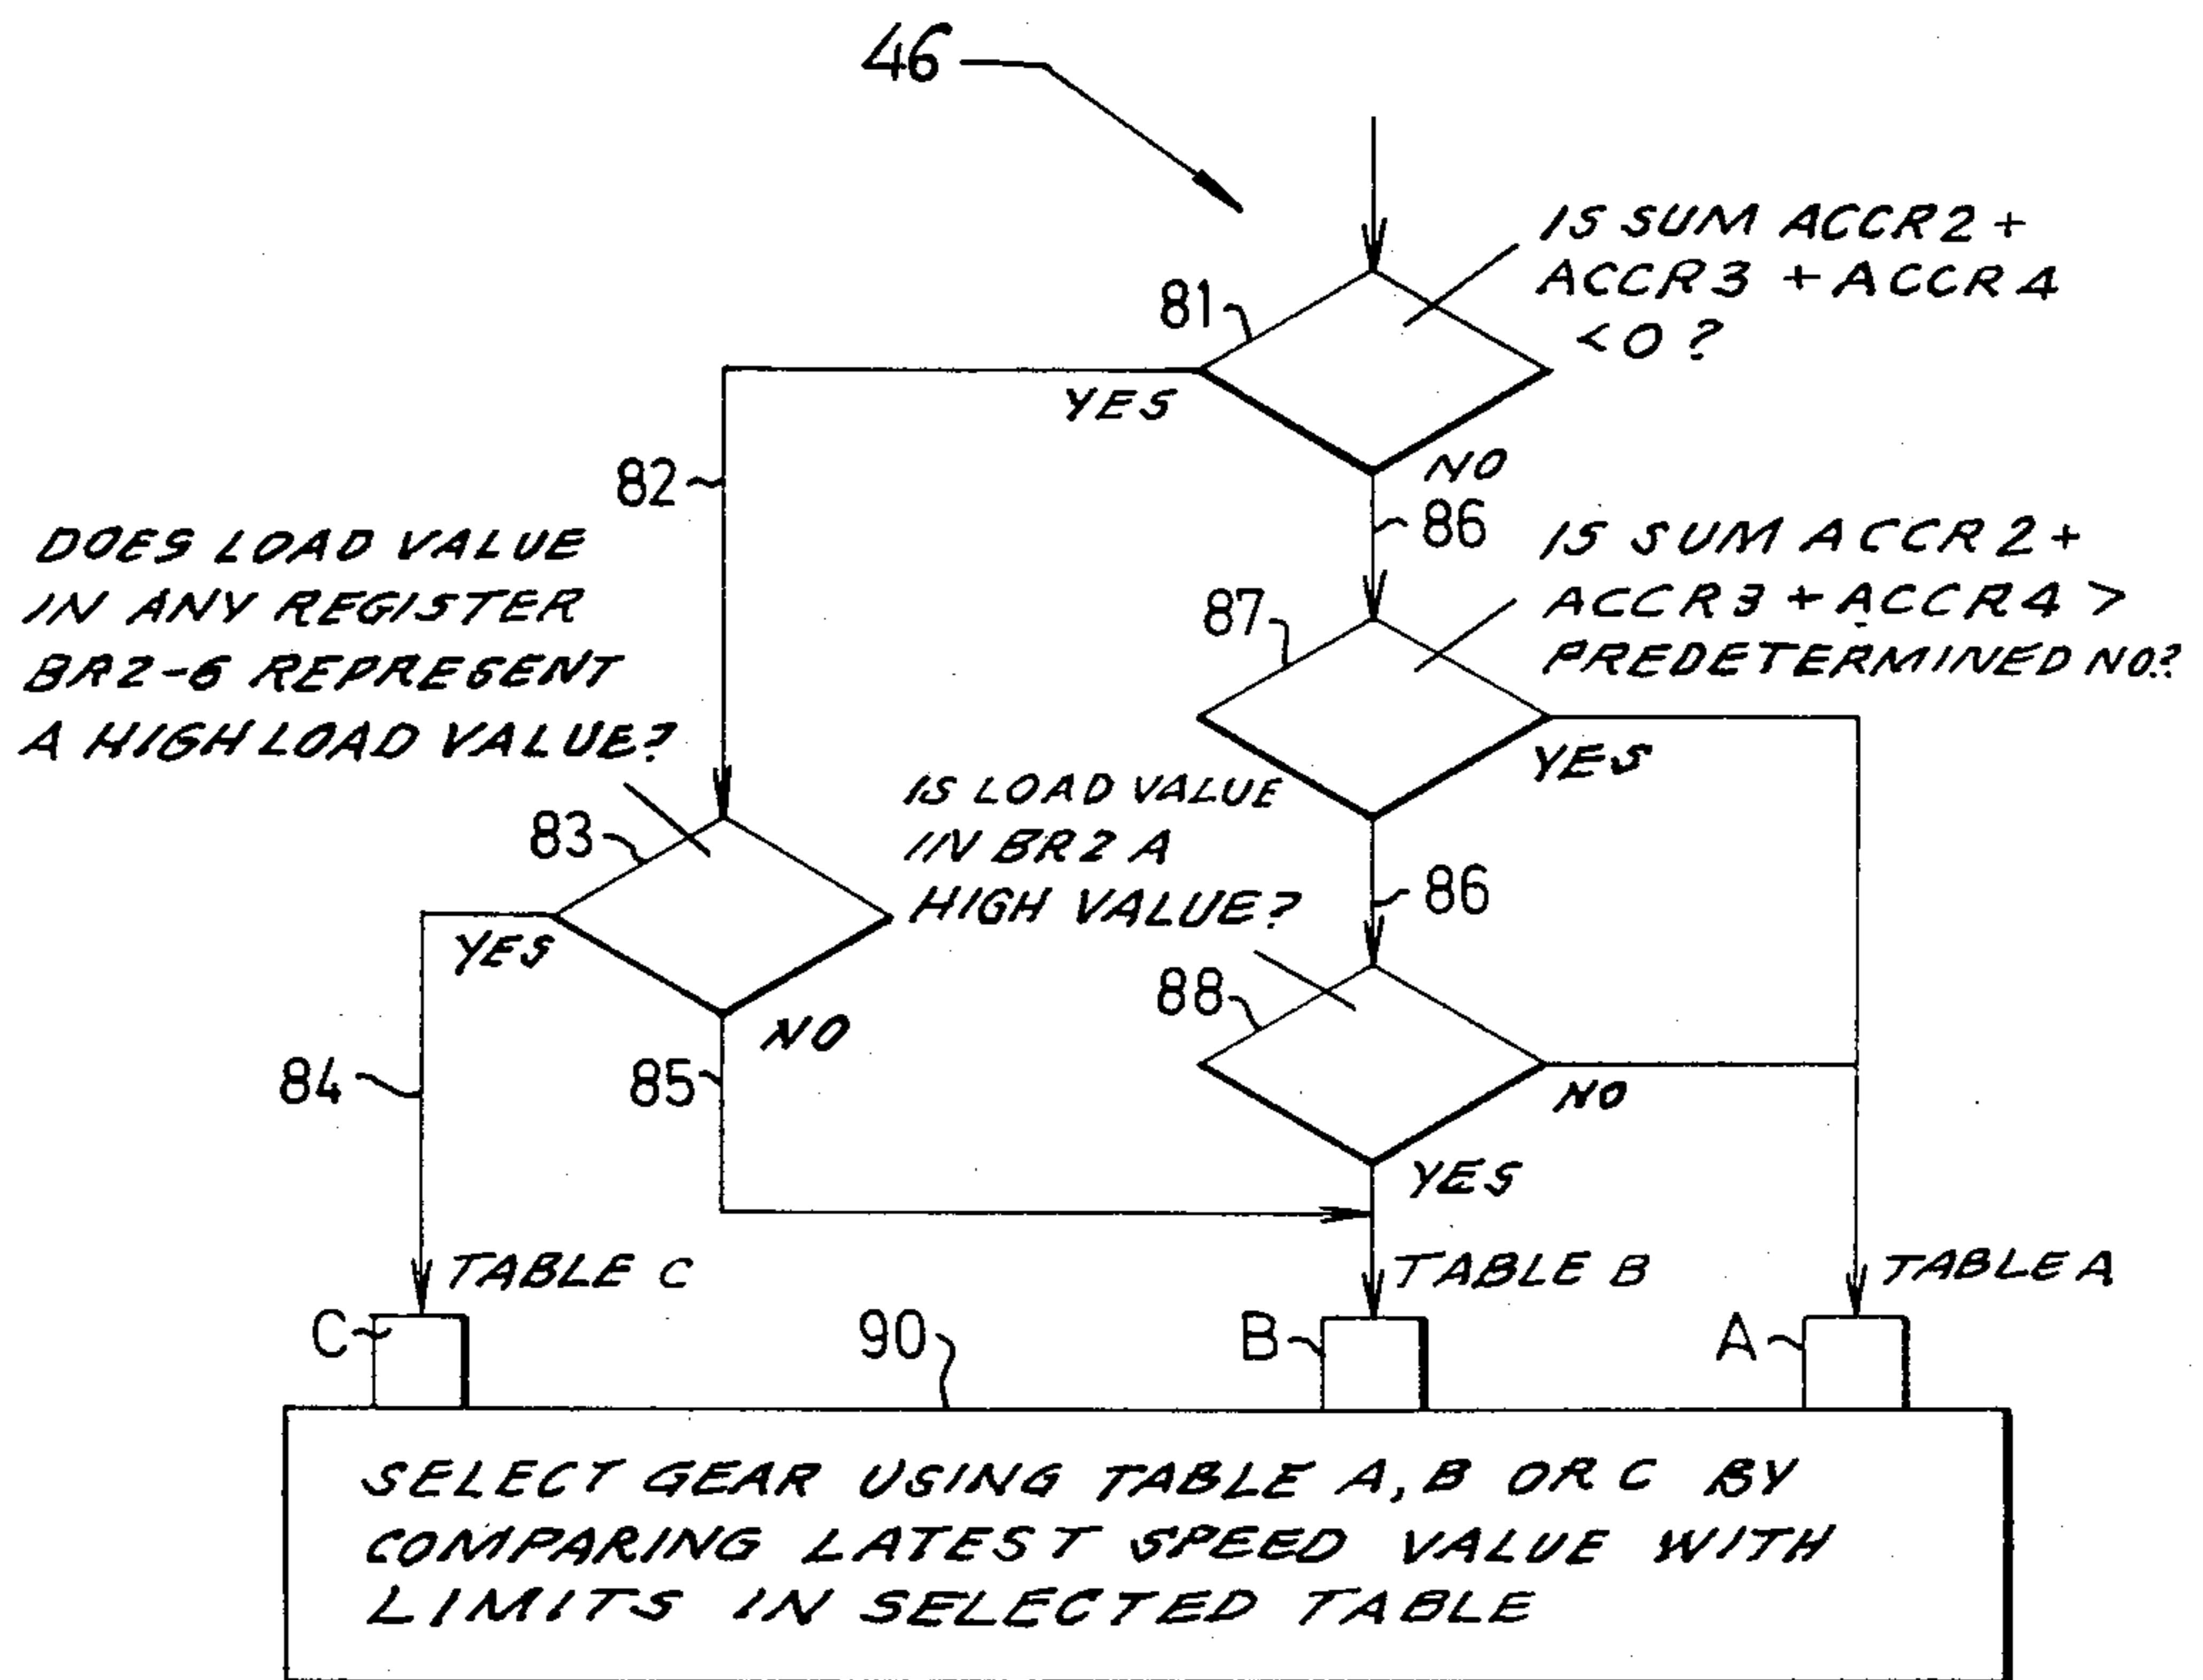 46
IS SUM ACCR2 +
ACCR3 + ACCR4
<0?
81
YES
NO
82
86
DOES LOAD VALUE
IN ANY REGISTER
BR2-6 REPRESENT
A HIGH LOAD VALUE?
IS SUM ACCR2+
ACCR3 + ACCR4 >
PREDETERMINED NO.?
87
YES
83
YES
NO
IS LOAD VALUE
IN BR2 A
HIGH VALUE?
86
88
NO
YES
84
85
TABLE C
TABLE B
TABLE A
C
90
B
A
SELECT GEAR USING TABLE A, B OR C BY
COMPARING LATEST SPEED VALUE WITH
LIMITS IN SELECTED TABLE